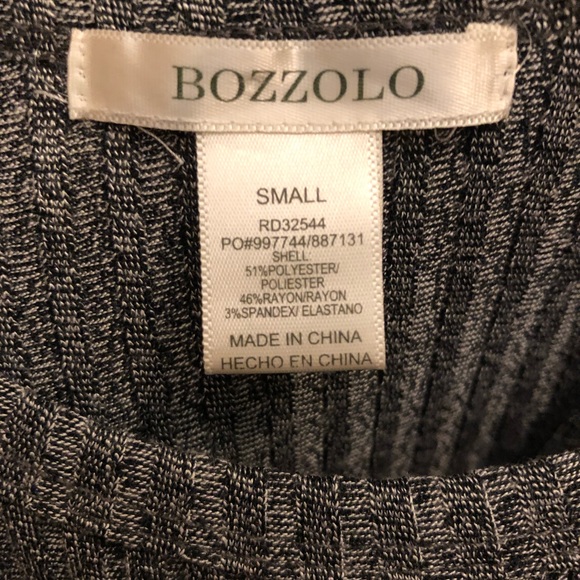 BOZZOLO
SMALL
RD32544
PO#997744/887131
SHELL:
51%POLYESTER/
POLIESTER
46%RAYON/RAYON
3%SPANDEX/ ELASTANO
MADE IN CHINA
HECHO EN CHINA